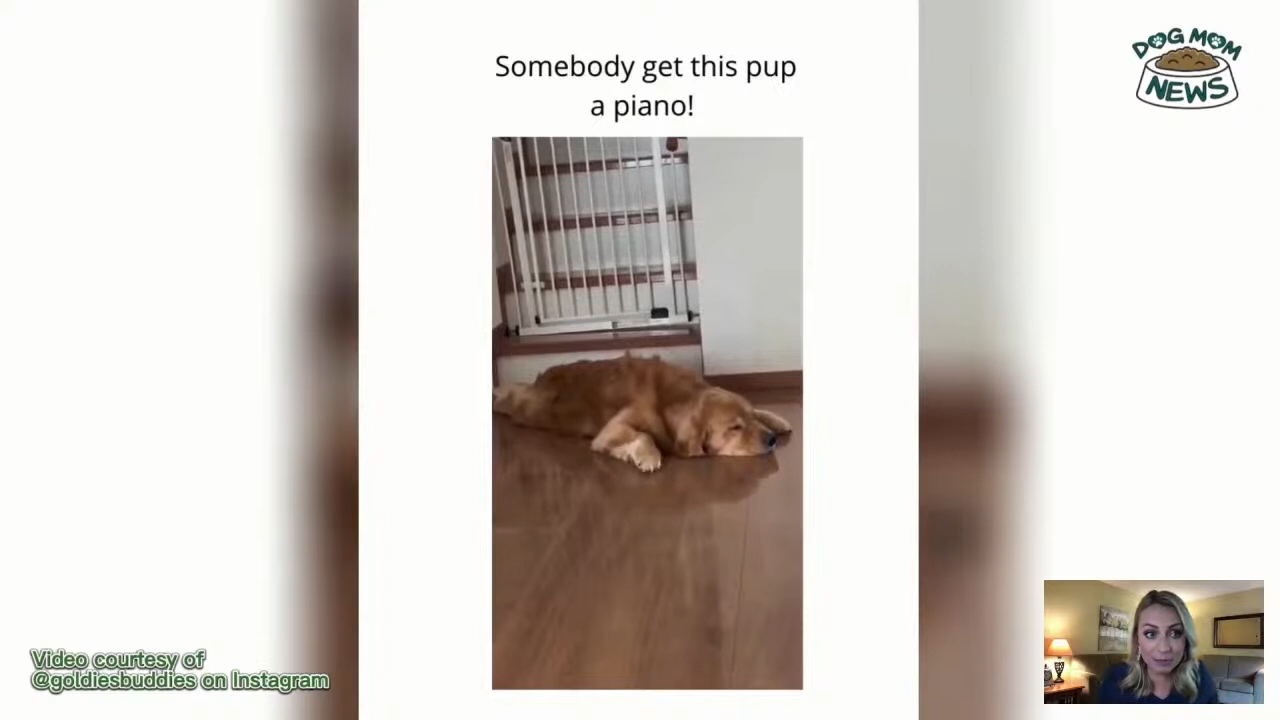 Somebody get this pup
a piano!
DOG MOM
NEWS
Video courtesy of
@goldiesbuddies on Instagram